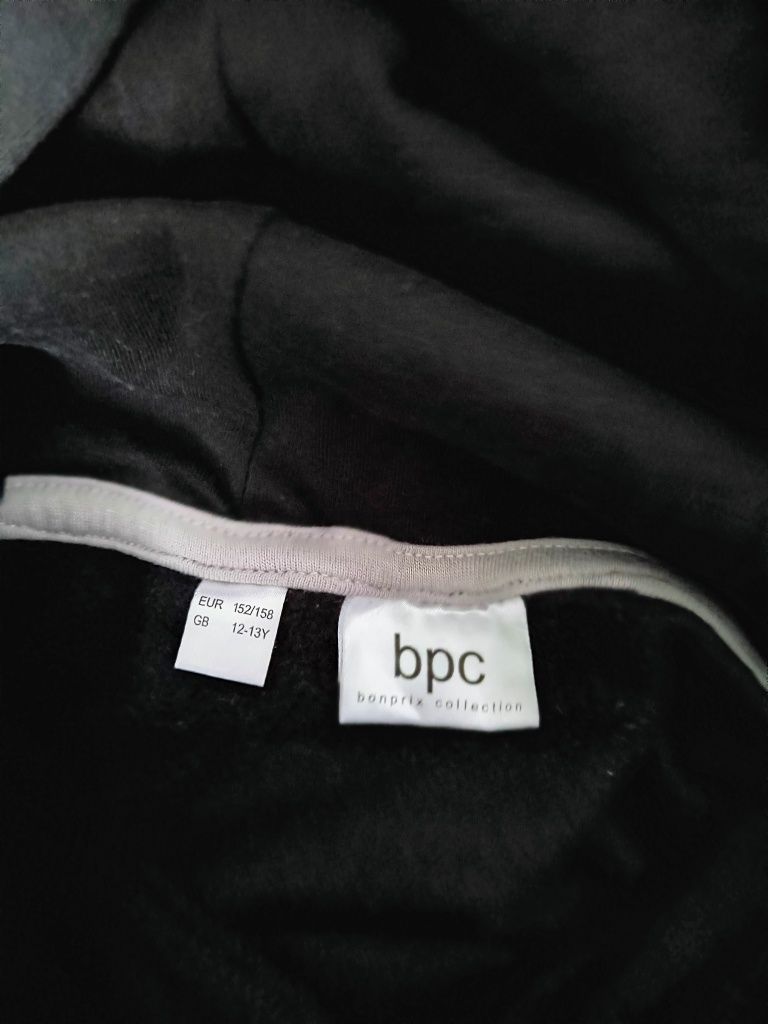 EUR 152/158
GB 12-13Y
bpc
bonprix collection